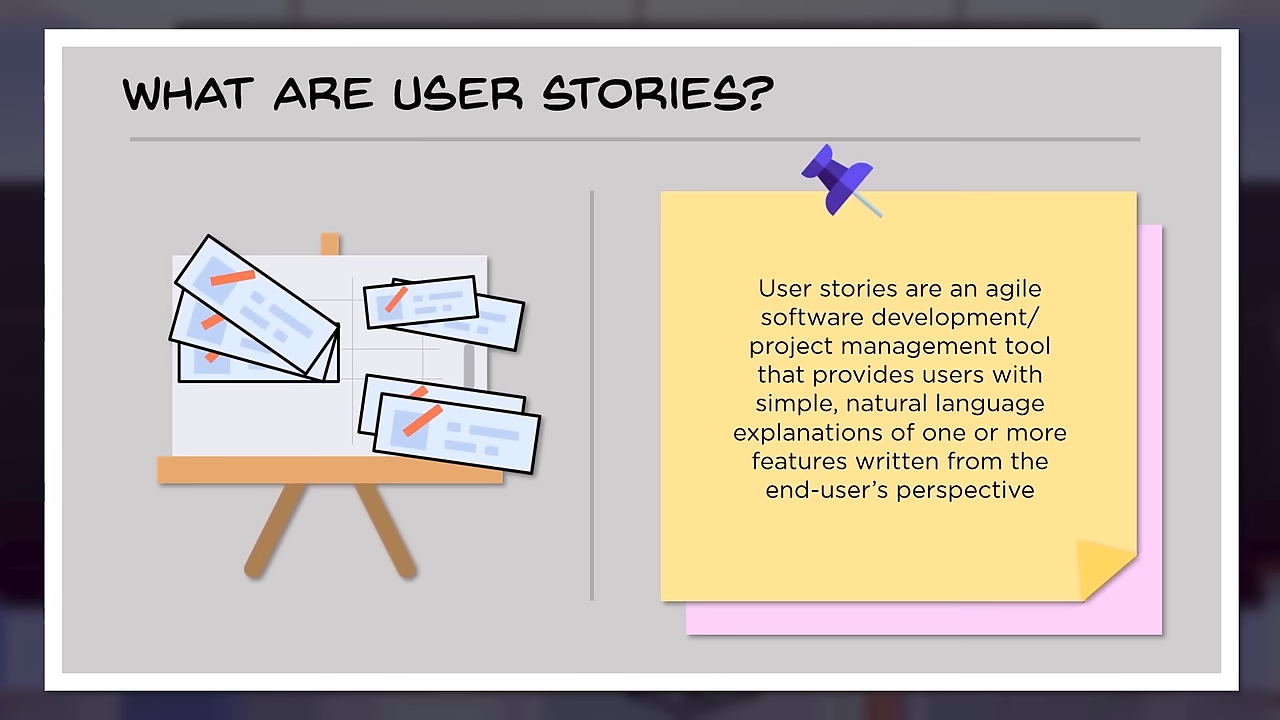 WHAT ARE USER STORIES?
User stories are an agile
software development/
project management tool
that provides users with
simple, natural language
explanations of one or more
features written from the
end-user’s perspective